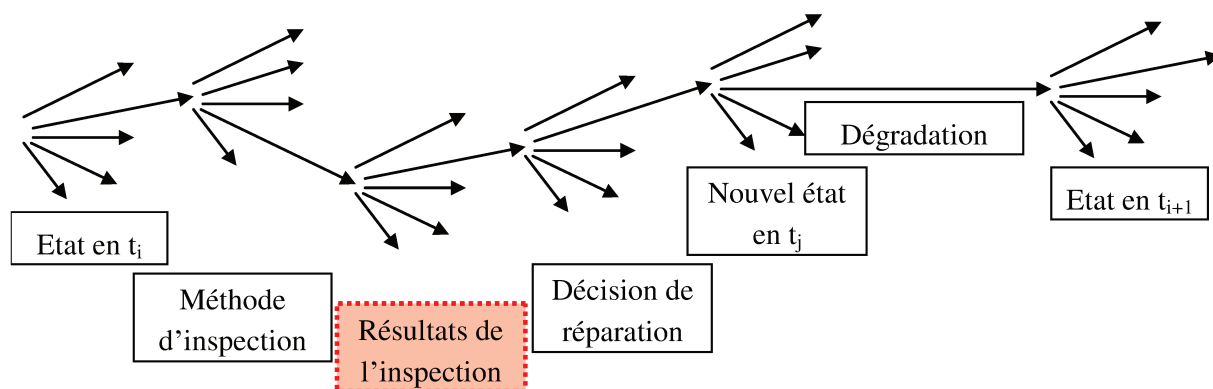 Etat en tᵢ
Méthode
d’inspection
Résultats de
l’inspection
Décision de
réparation
Nouvel état
en tⱼ
Dégradation
Etat en tᵢ₊₁